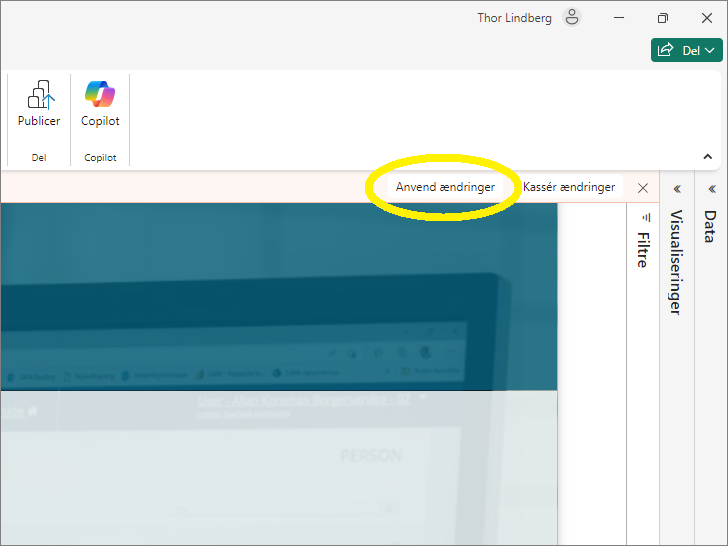 Thor Lindberg
Del
Publicer
Copilot
Del
Copilot
Anvend ændringer
Kassér ændringer
Filtre
Visualiseringer
Data
PERSON